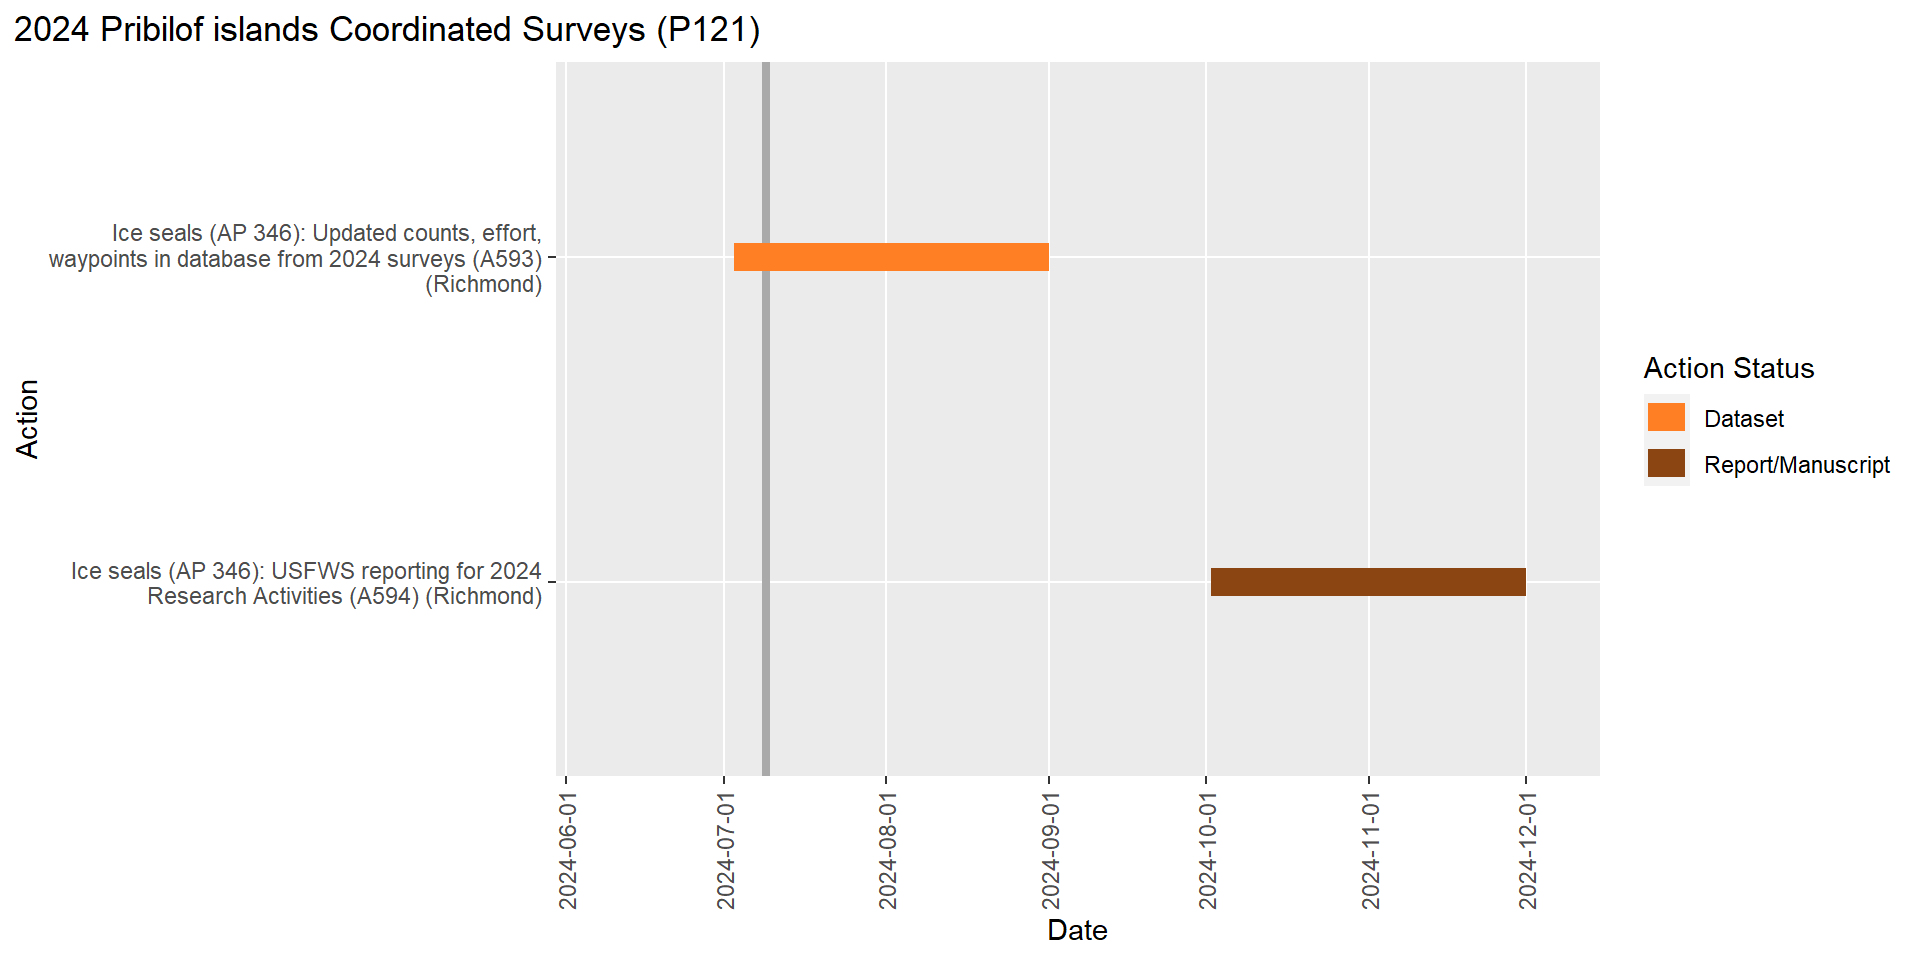 2024 Pribilof islands Coordinated Surveys (P121)
Ice seals (AP 346): Updated counts, effort,
waypoints in database from 2024 surveys (A593)
(Richmond)
Ice seals (AP 346): USFWS reporting for 2024
Research Activities (A594) (Richmond)
Action
2024-06-01
2024-07-01
2024-08-01
2024-09-01
2024-10-01
2024-11-01
2024-12-01
Date
Action Status
Dataset
Report/Manuscript